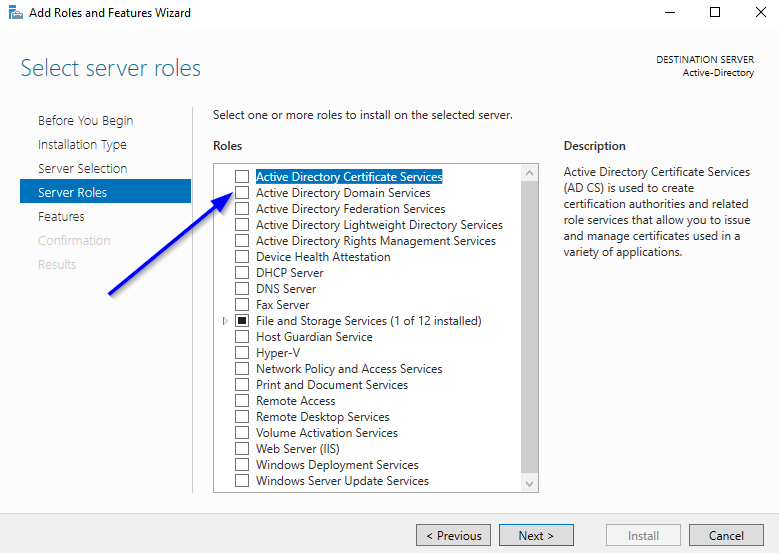 Add Roles and Features Wizard
Select server roles
DESTINATION SERVER
Active-Directory
Before You Begin
Installation Type
Server Selection
Server Roles
Features
Confirmation
Results
Select one or more roles to install on the selected server.
Roles
Active Directory Certificate Services
Active Directory Domain Services
Active Directory Federation Services
Active Directory Lightweight Directory Services
Active Directory Rights Management Services
Device Health Attestation
DHCP Server
DNS Server
Fax Server
File and Storage Services (1 of 12 installed)
Host Guardian Service
Hyper-V
Network Policy and Access Services
Print and Document Services
Remote Access
Remote Desktop Services
Volume Activation Services
Web Server (IIS)
Windows Deployment Services
Windows Server Update Services
Description
Active Directory Certificate Services
(AD CS) is used to create
certification authorities and related
role services that allow you to issue
and manage certificates used in a
variety of applications.
< Previous
Next >
Install
Cancel